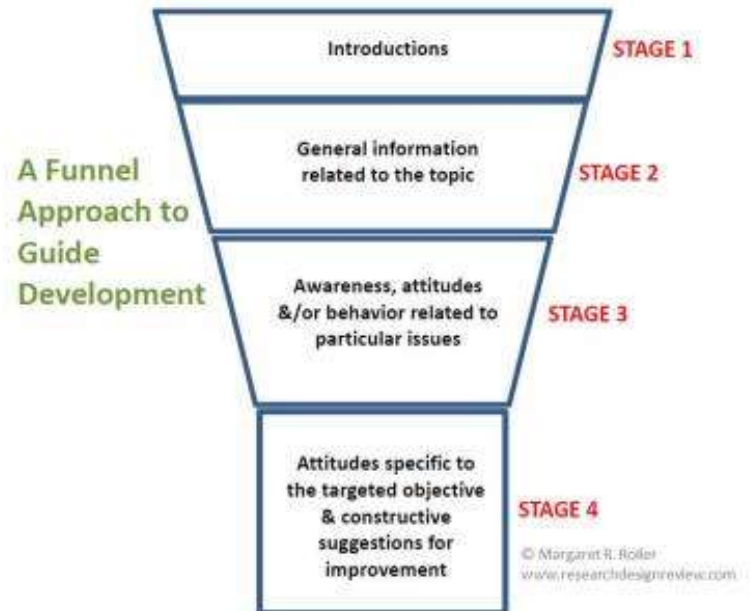 Introductions
STAGE 1
A Funnel
Approach to
Guide
Development
General information
related to the topic
STAGE 2
Awareness, attitudes
&/or behavior related to
particular issues
STAGE 3
Attitudes specific to
the targeted objective
& constructive
suggestions for
improvement
STAGE 4
© Margaret R. Roller
www.researchdesignreview.com